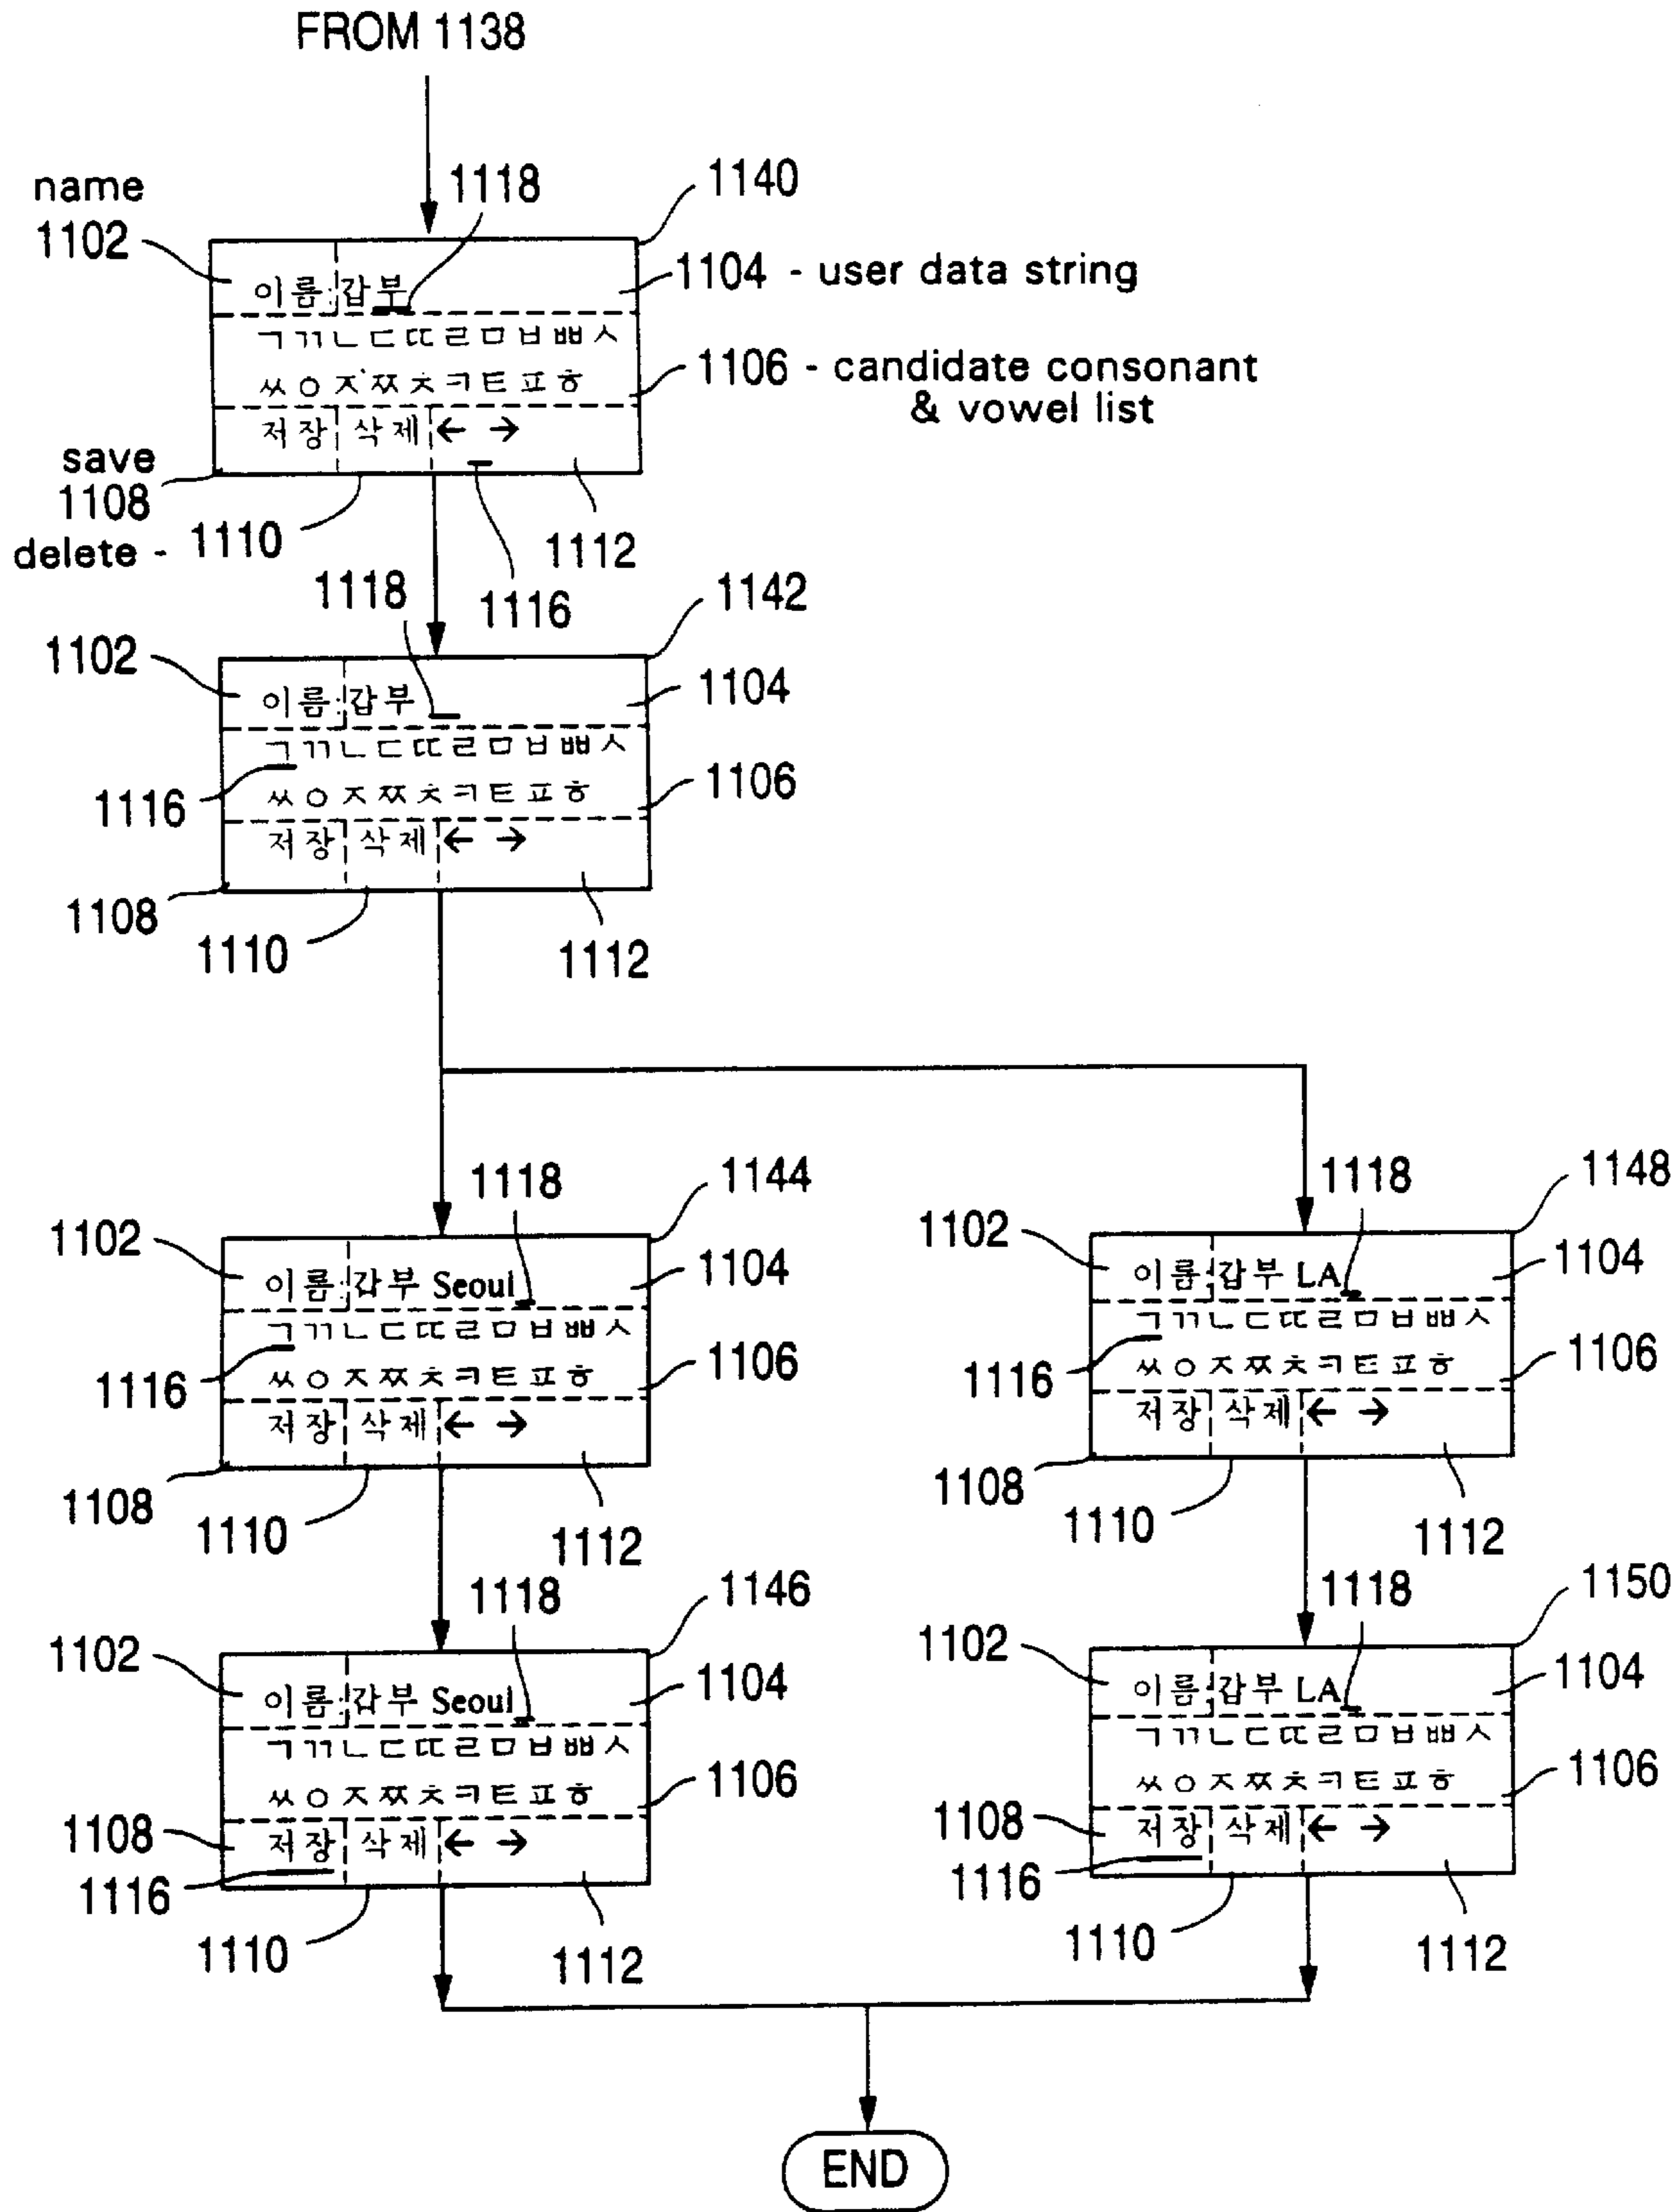 FROM 1138
name
1102
1118
1140
이름:갑부
1104 - user data string
ㄱㄲㄴㄷㄸㄹㅁㅂㅃㅅ
ㅆㅇㅈㅉㅊㅋㅌㅍㅎ
1106 - candidate consonant
& vowel list
저장 삭제 ← →
save
1108
delete - 1110
1112
1116
1118
1142
1102
이름:갑부
1104
ㄱㄲㄴㄷㄸㄹㅁㅂㅃㅅ
1116
ㅆㅇㅈㅉㅊㅋㅌㅍㅎ
1106
저장 삭제 ← →
1108
1110
1112
1118
1144
1102
이름:갑부 Seoul
1104
ㄱㄲㄴㄷㄸㄹㅁㅂㅃㅅ
1116
ㅆㅇㅈㅉㅊㅋㅌㅍㅎ
1106
저장 삭제 ← →
1108
1110
1112
1118
1148
1102
이름:갑부 LA
1104
ㄱㄲㄴㄷㄸㄹㅁㅂㅃㅅ
1116
ㅆㅇㅈㅉㅊㅋㅌㅍㅎ
1106
저장 삭제 ← →
1108
1110
1112
1118
1146
1102
이름:갑부 Seoul
1104
ㄱㄲㄴㄷㄸㄹㅁㅂㅃㅅ
ㅆㅇㅈㅉㅊㅋㅌㅍㅎ
1106
1108
저장 삭제 ← →
1116
1110
1112
1118
1150
1102
이름:갑부 LA
1104
ㄱㄲㄴㄷㄸㄹㅁㅂㅃㅅ
ㅆㅇㅈㅉㅊㅋㅌㅍㅎ
1106
1108
저장 삭제 ← →
1116
1110
1112
END